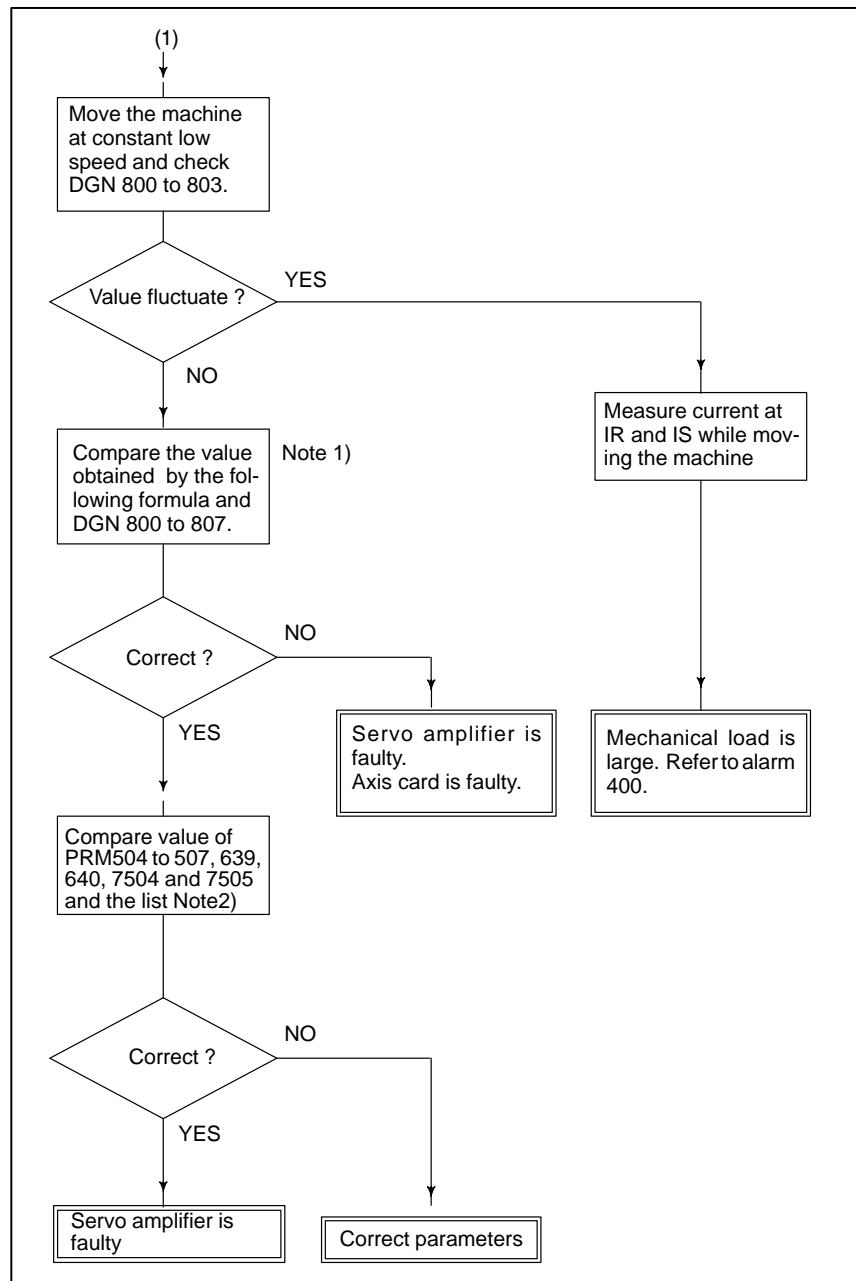 (1)
Move the machine
at constant low
speed and check
DGN 800 to 803.
Value fluctuate ?
YES
NO
Measure current at
IR and IS while mov-
ing the machine
Compare the value
obtained by the fol-
lowing formula and
DGN 800 to 807.
Note 1)
Correct ?
NO
YES
Servo amplifier is
faulty.
Axis card is faulty.
Mechanical load is
large. Refer to alarm
400.
Compare value of
PRM504 to 507, 639,
640, 7504 and 7505
and the list Note2)
Correct ?
NO
YES
Servo amplifier is
faulty
Correct parameters